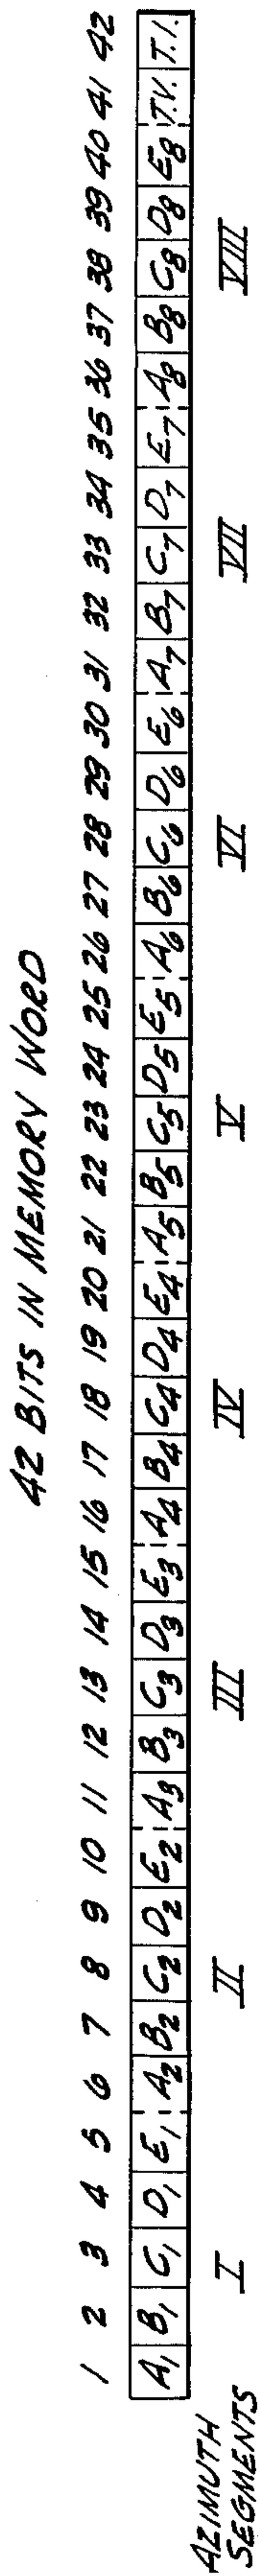 42 BITS IN MEMORY WORD
1 2 3 4 5 6 7 8 9 10 11 12 13 14 15 16 17 18 19 20 21 22 23 24 25 26 27 28 29 30 31 32 33 34 35 36 37 38 39 40 41 42
A1 B1 C1 D1 E1 A2 B2 C2 D2 E2 A3 B3 C3 D3 E3 A4 B4 C4 D4 E4 A5 B5 C5 D5 E5 A6 B6 C6 D6 E6 A7 B7 C7 D7 E7 A8 B8 C8 D8 E8 T.V. T.I.
AZIMUTH SEGMENTS I II III IV V VI VII VIII